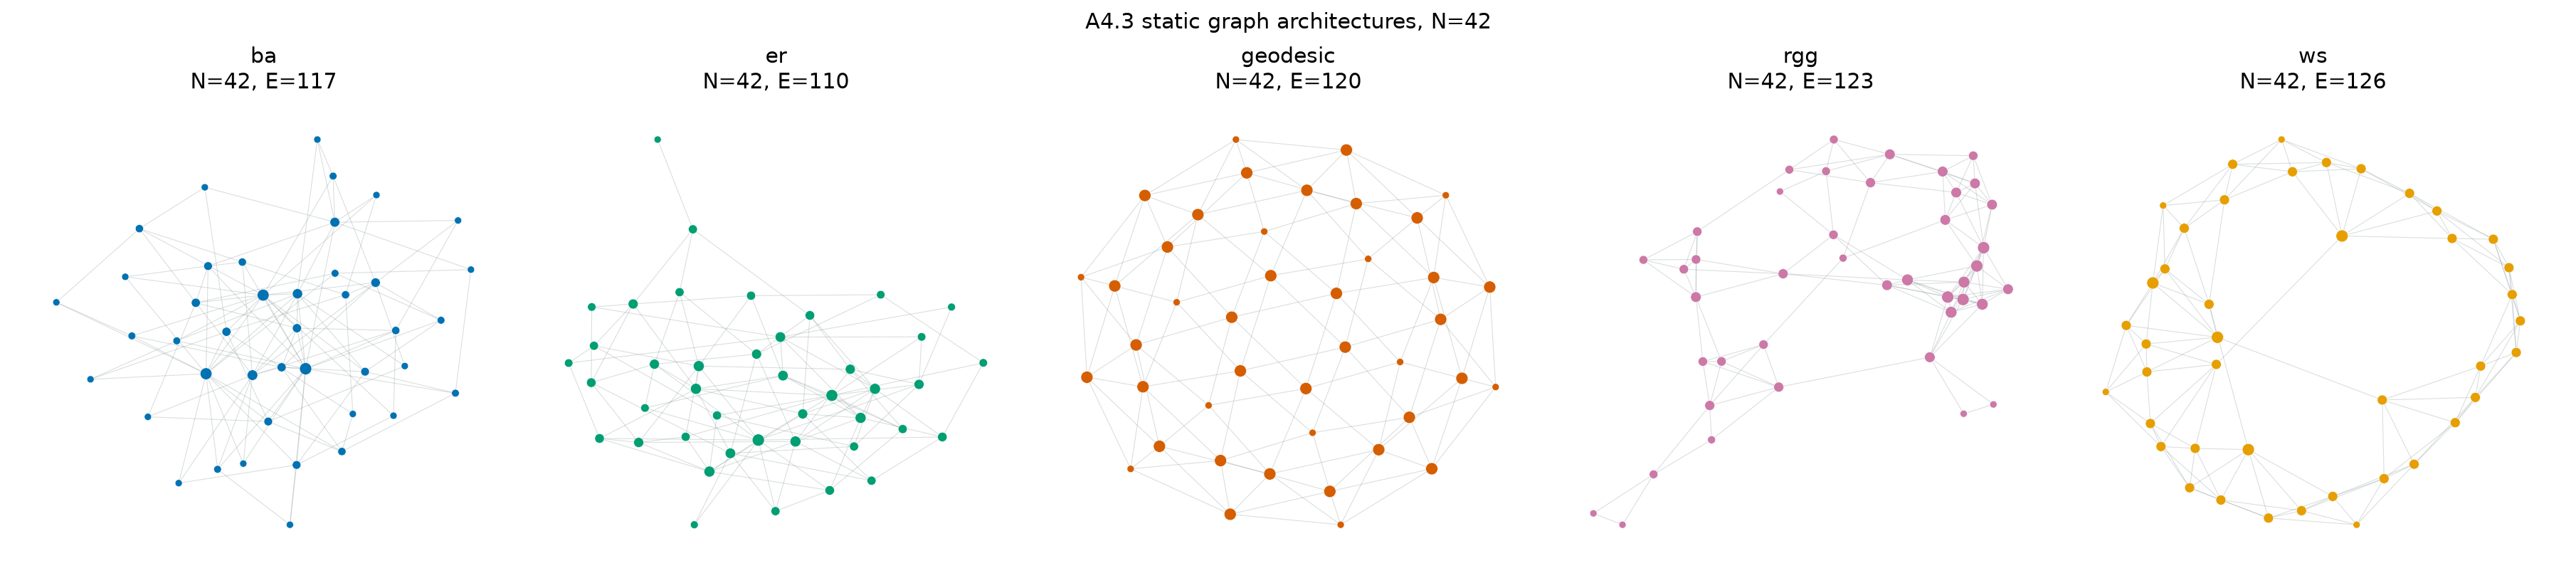 A4.3 static graph architectures, N=42
ba
N=42, E=117
er
N=42, E=110
geodesic
N=42, E=120
rgg
N=42, E=123
ws
N=42, E=126